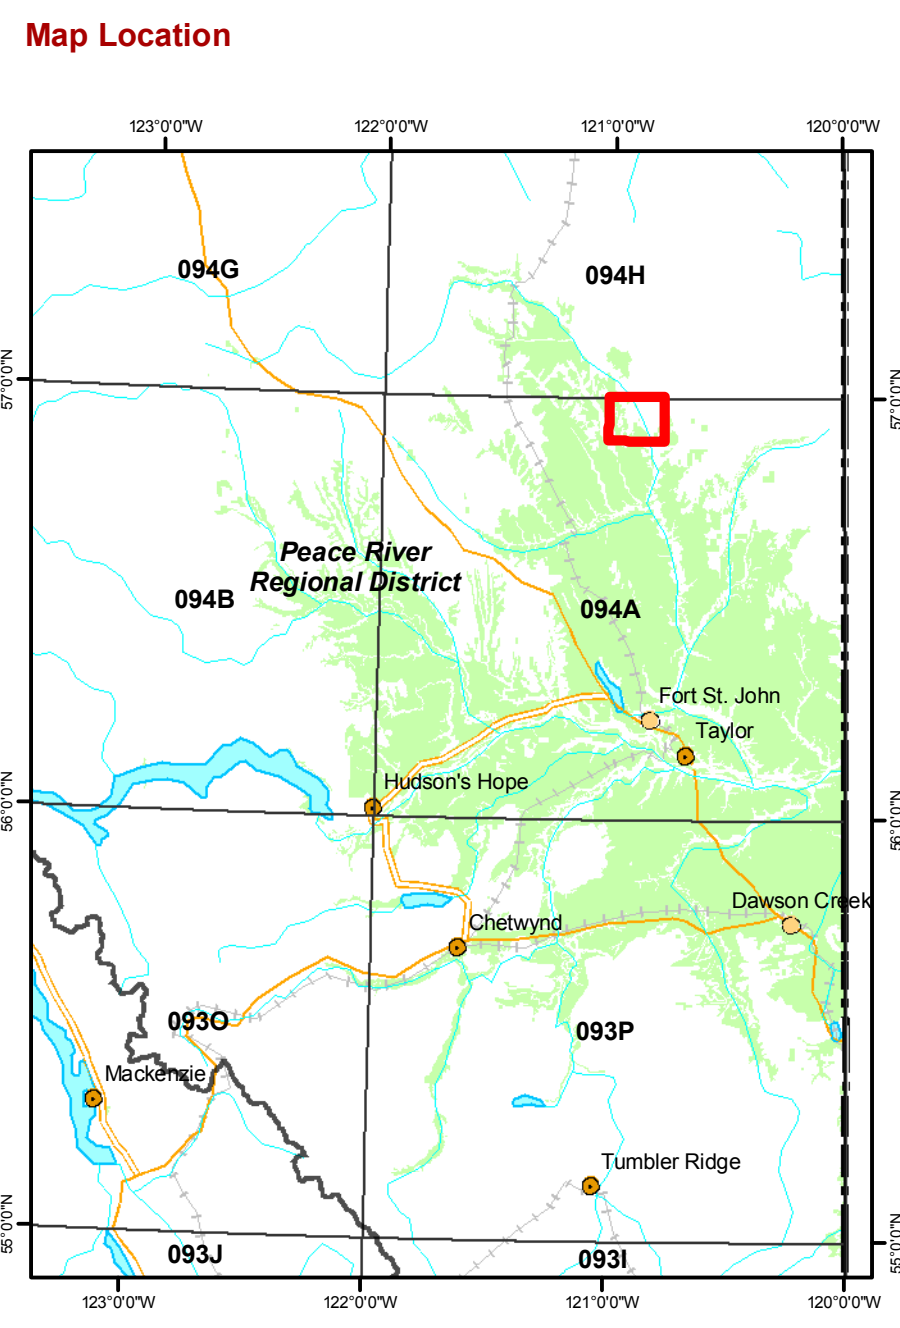 Map Location
123°0'0"W 122°0'0"W 121°0'0"W 120°0'0"W
094G
094H
57°0'0"N
57°0'0"N
Peace River
Regional District
094B
094A
Fort St. John
Taylor
Hudson's Hope
56°0'0"N
56°0'0"N
Dawson Creek
Chetwynd
093O
093P
Mackenzie
Tumbler Ridge
55°0'0"N
55°0'0"N
093J
093I
123°0'0"W 122°0'0"W 121°0'0"W 120°0'0"W